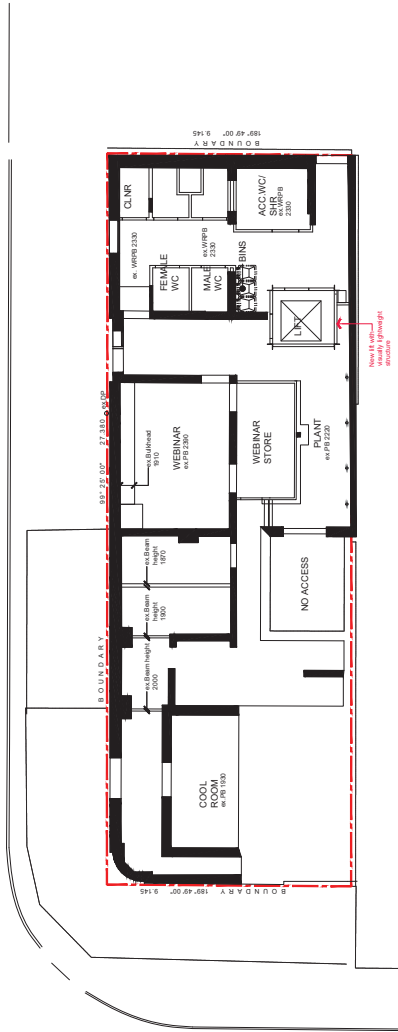 BOUNDARY
189° 49' 00"   9.145
CLNR
ACC.WC/
SHR
ex.WRPB
2330
ex. WRPB 2330
FEMALE
WC
ex.WRPB
2330
MALE
WC
BINS
LIFT
New lift with
visually lightweight
structure
99° 25' 00"   27.380
ex.DP
BOUNDARY
ex.Bulkhead
1910
WEBINAR
ex.PB 2390
WEBINAR
STORE
PLANT
ex.PB 2220
ex Beam
height
1870
ex.Beam
height
1900
ex Beam height
2000
NO ACCESS
COOL
ROOM
ex.PB 1930
189° 49' 00"   9.145
BOUNDARY